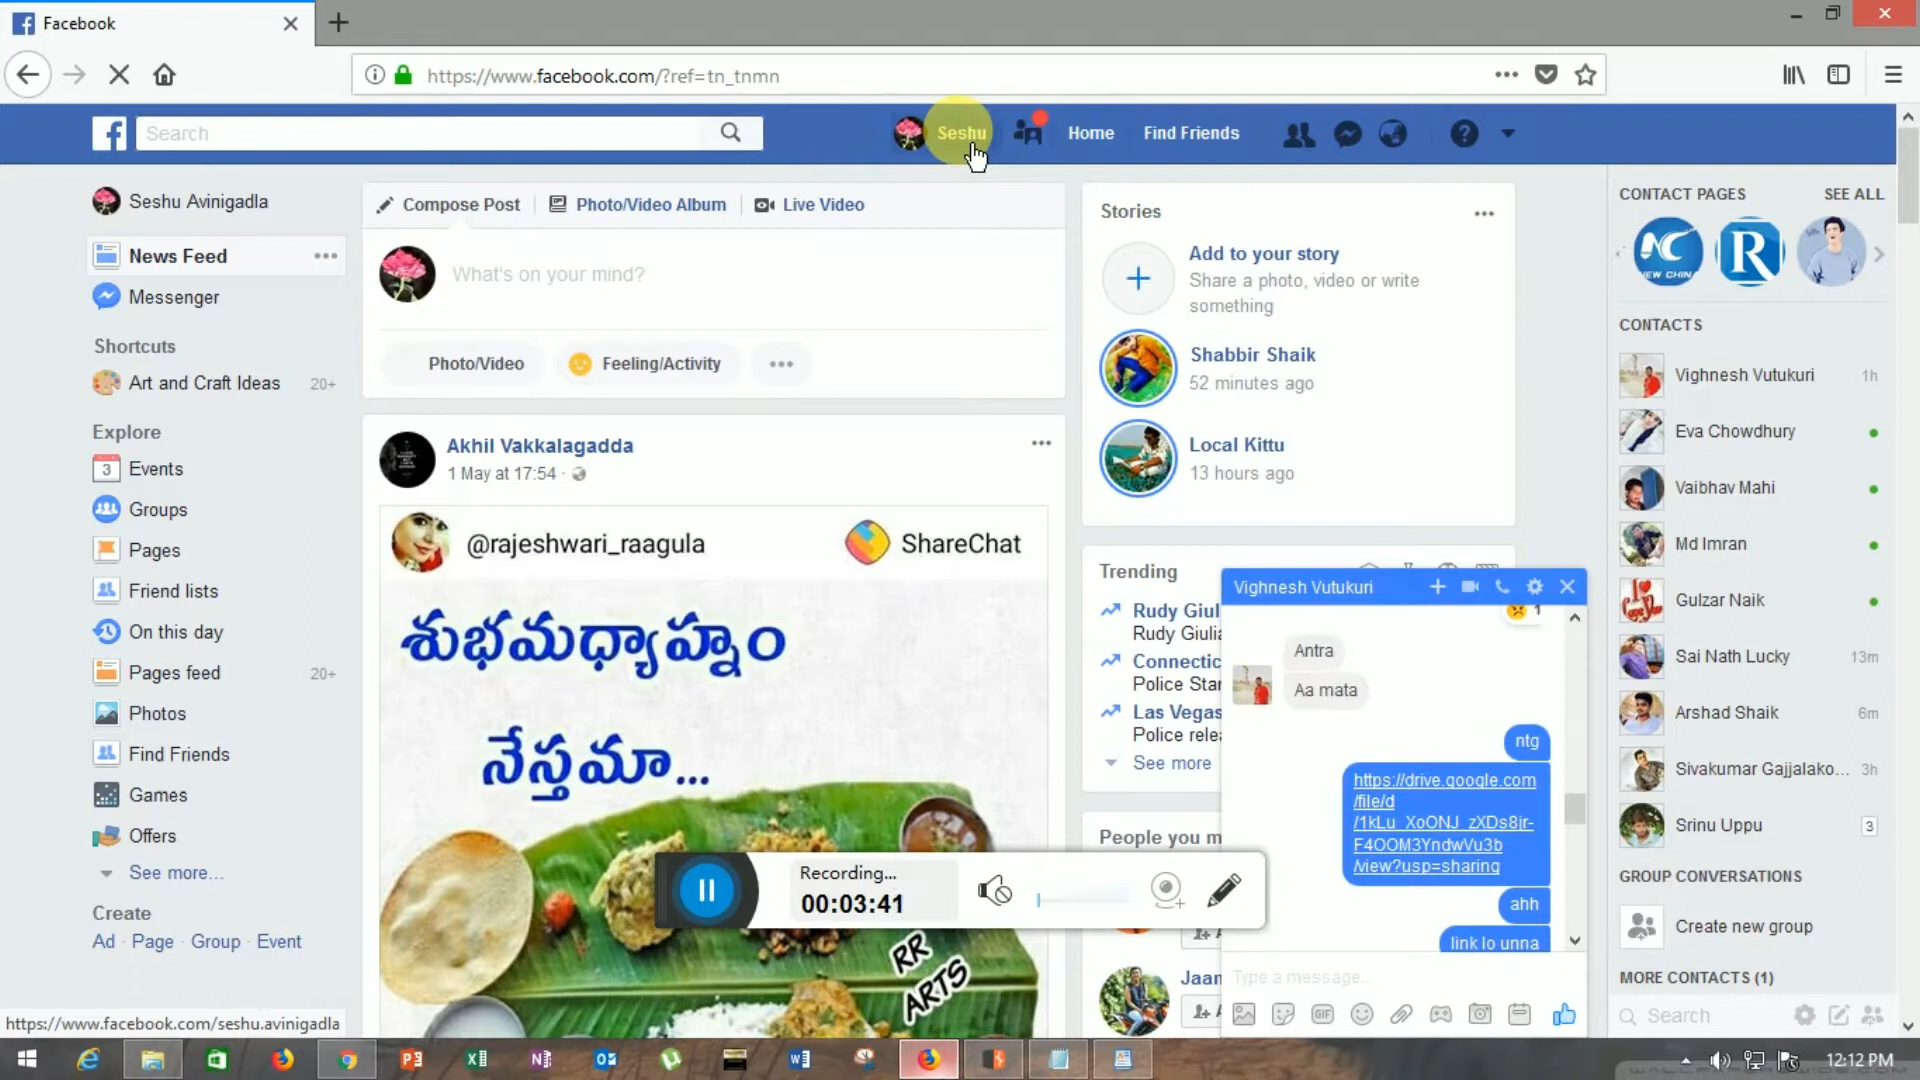 Facebook
https://www.facebook.com/?ref=tn_tnmn
Search
Seshu
Home
Find Friends
Seshu Avinigadla
News Feed
Messenger
Shortcuts
Art and Craft Ideas 20+
Explore
3 Events
Groups
Pages
Friend lists
On this day
Pages feed 20+
Photos
Find Friends
Games
Offers
See more...
Create
Ad · Page · Group · Event
https://www.facebook.com/seshu.avinigadla
Compose Post
Photo/Video Album
Live Video
What's on your mind?
Photo/Video
Feeling/Activity
Akhil Vakkalagadda
1 May at 17:54 ·
@rajeshwari_raagula
ShareChat
శుభమధ్యాహ్నం
నేస్తమా...
RR
ARTS
Recording...
00:03:41
Stories
Add to your story
Share a photo, video or write
something
Shabbir Shaik
52 minutes ago
Local Kittu
13 hours ago
Trending
Rudy Giul
Rudy Giulia
Connectic
Police Star
Las Vegas
Police relea
See more
People you m
Jaan
Vighnesh Vutukuri
1
Antra
Aa mata
ntg
https://drive.google.com
/file/d
/1kLu_XoONJ_zXDs8jr-
F4OOM3YndwVu3b
/view?usp=sharing
ahh
link lo unna
Type a message...
GIF
CONTACT PAGES SEE ALL
NC
NEW CHIN
R
CONTACTS
Vighnesh Vutukuri 1h
Eva Chowdhury
Vaibhav Mahi
Md Imran
Gulzar Naik
Sai Nath Lucky 13m
Arshad Shaik 6m
Sivakumar Gajjalako... 3h
Srinu Uppu 3
GROUP CONVERSATIONS
Create new group
MORE CONTACTS (1)
Search
12:12 PM